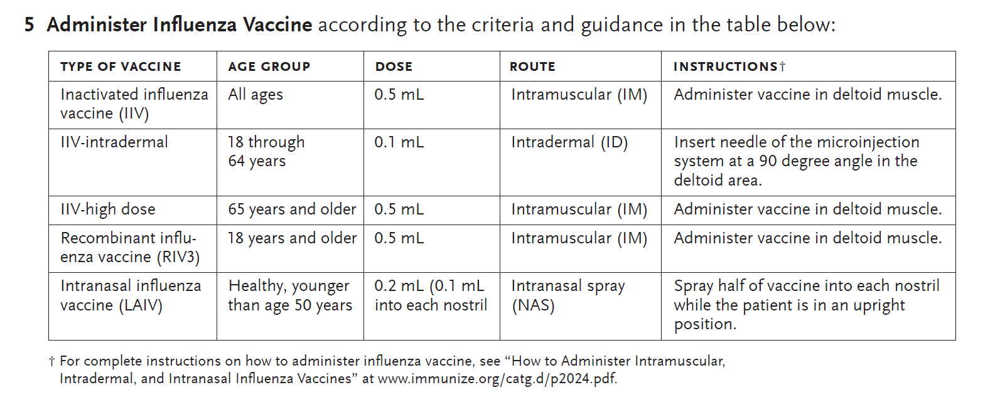 5 Administer Influenza Vaccine according to the criteria and guidance in the table below:
TYPE OF VACCINE AGE GROUP DOSE ROUTE INSTRUCTIONS†
Inactivated influenza All ages 0.5 mL Intramuscular (IM) Administer vaccine in deltoid muscle.
vaccine (IIV)
IIV-intradermal 18 through 0.1 mL Intradermal (ID) Insert needle of the microinjection
64 years system at a 90 degree angle in the
deltoid area.
IIV-high dose 65 years and older 0.5 mL Intramuscular (IM) Administer vaccine in deltoid muscle.
Recombinant influ- 18 years and older 0.5 mL Intramuscular (IM) Administer vaccine in deltoid muscle.
enza vaccine (RIV3)
Intranasal influenza Healthy, younger 0.2 mL (0.1 mL Intranasal spray Spray half of vaccine into each nostril
vaccine (LAIV) than age 50 years into each nostril (NAS) while the patient is in an upright
position.
† For complete instructions on how to administer influenza vaccine, see “How to Administer Intramuscular,
Intradermal, and Intranasal Influenza Vaccines” at www.immunize.org/catg.d/p2024.pdf.